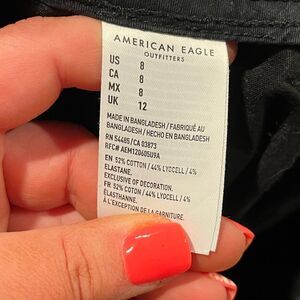 AMERICAN EAGLE
OUTFITTERS
US 8
CA 8
MX 8
UK 12
MADE IN BANGLADESH / FABRIQUÉ AU
BANGLADESH / HECHO EN BANGLADESH
RN 54485 / CA 03873
RFC# AEM120605U9A
EN 52% COTTON / 44% LYOCELL / 4%
ELASTANE.
EXCLUSIVE OF DECORATION.
FR 52% COTON / 44% LYOCELL / 4%
ÉLASTHANNE.
À L'EXCEPTION DE LA GARNITURE.